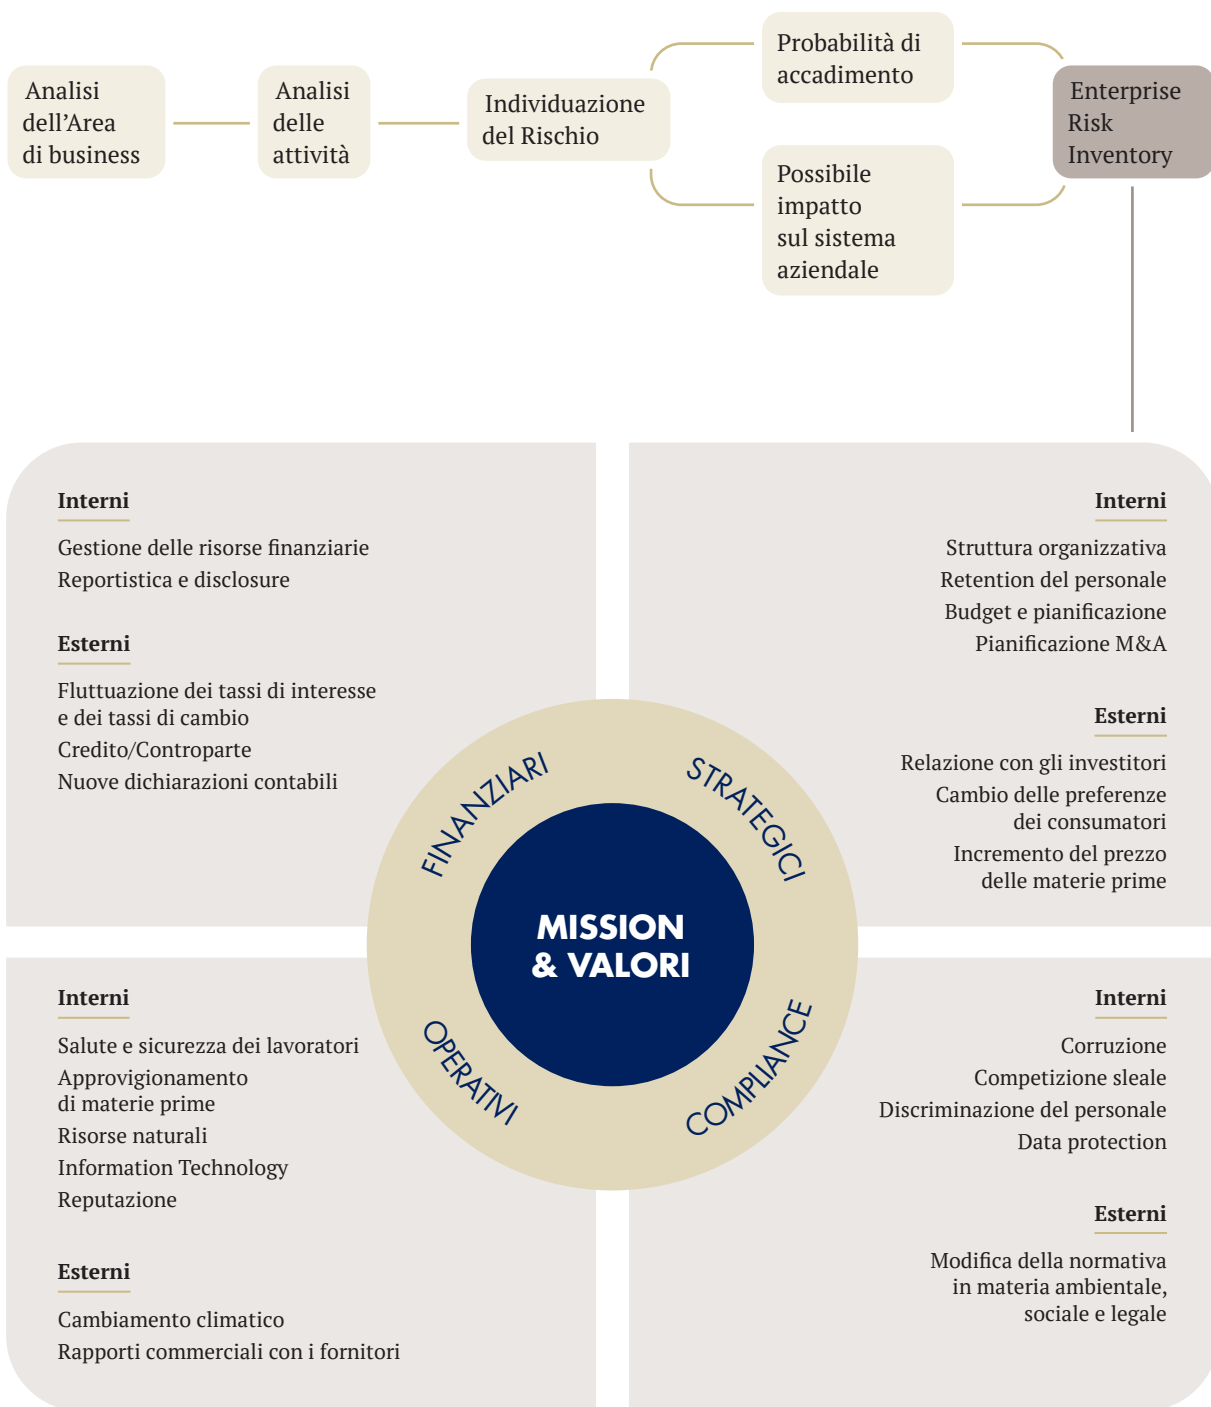 Analisi
dell'Area
di business
Analisi
delle
attività
Individuazione
del Rischio
Probabilità di
accadimento
Possibile
impatto
sul sistema
aziendale
Enterprise
Risk
Inventory
Interni
Gestione delle risorse finanziarie
Reportistica e disclosure
Esterni
Fluttuazione dei tassi di interesse
e dei tassi di cambio
Credito/Controparte
Nuove dichiarazioni contabili
Interni
Struttura organizzativa
Retention del personale
Budget e pianificazione
Pianificazione M&A
Esterni
Relazione con gli investitori
Cambio delle preferenze
dei consumatori
Incremento del prezzo
delle materie prime
FINANZIARI
STRATEGICI
MISSION
& VALORI
OPERATIVI
COMPLIANCE
Interni
Salute e sicurezza dei lavoratori
Approvigionamento
di materie prime
Risorse naturali
Information Technology
Reputazione
Esterni
Cambiamento climatico
Rapporti commerciali con i fornitori
Interni
Corruzione
Competizione sleale
Discriminazione del personale
Data protection
Esterni
Modifica della normativa
in materia ambientale,
sociale e legale